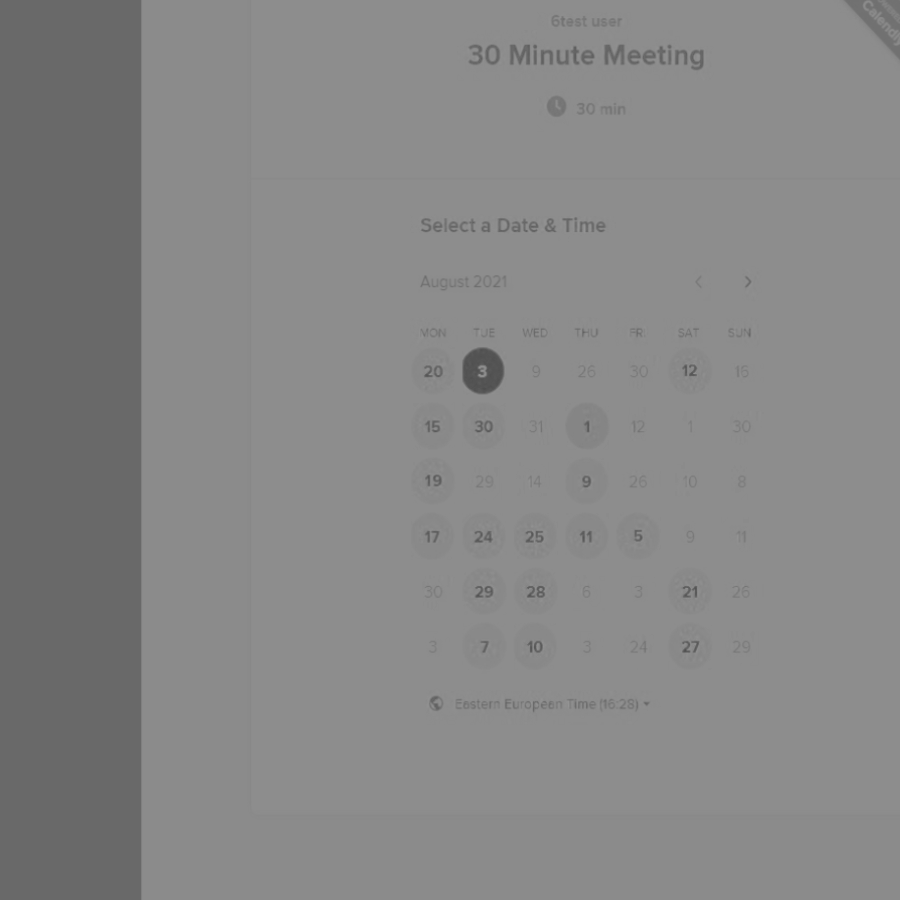 6test user
30 Minute Meeting
30 min
Calendly
Select a Date & Time
August 2021
MON TUE WED THU FRI SAT SUN
20 3 9 26 30 12 16
15 30 31 1 12 1 30
19 29 14 9 26 10 8
17 24 25 11 5 9 11
30 29 28 6 3 21 26
3 7 10 3 24 27 29
Eastern European Time (16:28)